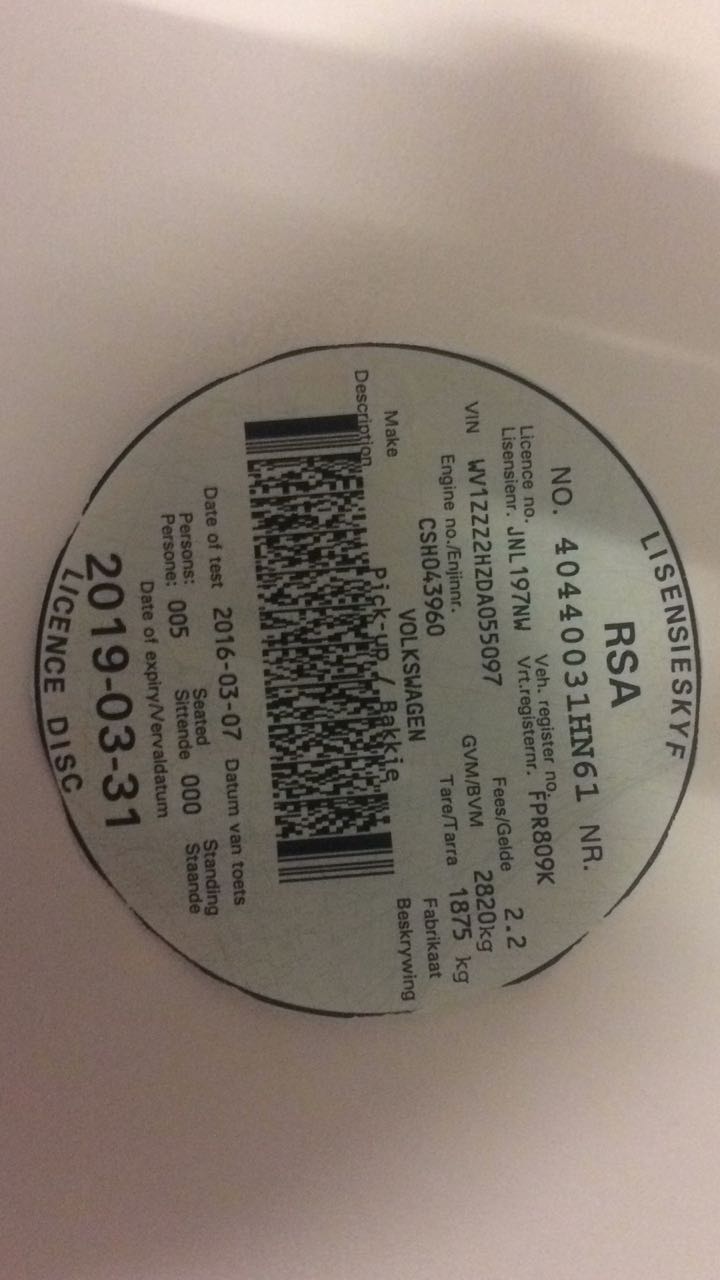 LISENSIESKYF
RSA
NO. 40440031HN61 NR.
Licence no. Veh. register no.
Lisensienr. JNL197NW Vrt.registernr. FPR809K
Fees/Gelde 2.2
VIN WV1ZZZ2HZDA055097 GVM/BVM 2820kg
Engine no./Enjinnr. Tare/Tarra 1875 kg
CSH043960
Make VOLKSWAGEN Fabrikaat
Description Pick-up / Bakkie Beskrywing
Date of test 2016-03-07 Datum van toets
Persons: Seated Standing
Persone: 005 Sittende 000 Staande
Date of expiry/Vervaldatum
2019-03-31
LICENCE DISC